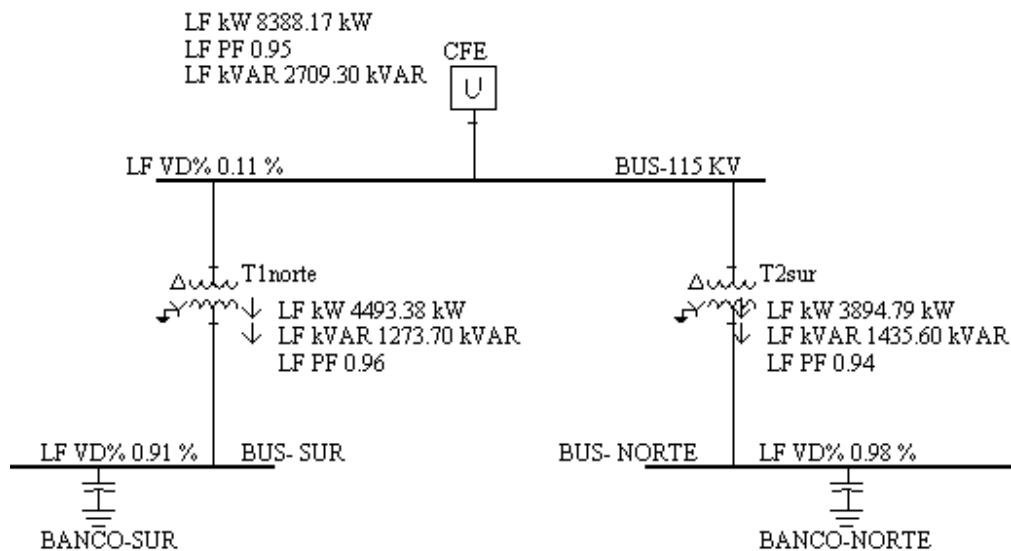 LF kW 8388.17 kW
LF PF 0.95
LF kVAR 2709.30 kVAR
CFE
U
LF VD% 0.11 %
BUS-115 KV
T1norte
LF kW 4493.38 kW
LF kVAR 1273.70 kVAR
LF PF 0.96
T2sur
LF kW 3894.79 kW
LF kVAR 1435.60 kVAR
LF PF 0.94
LF VD% 0.91 %
BUS- SUR
BUS- NORTE
LF VD% 0.98 %
BANCO-SUR
BANCO-NORTE